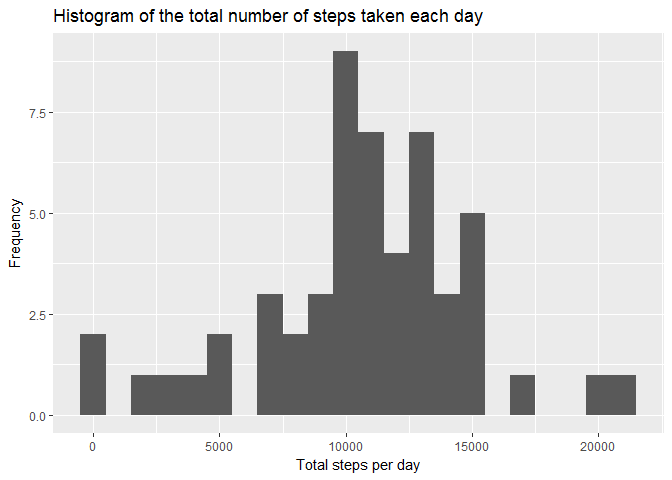 Histogram of the total number of steps taken each day
7.5
5.0
2.5
0.0
Frequency
0 5000 10000 15000 20000
Total steps per day